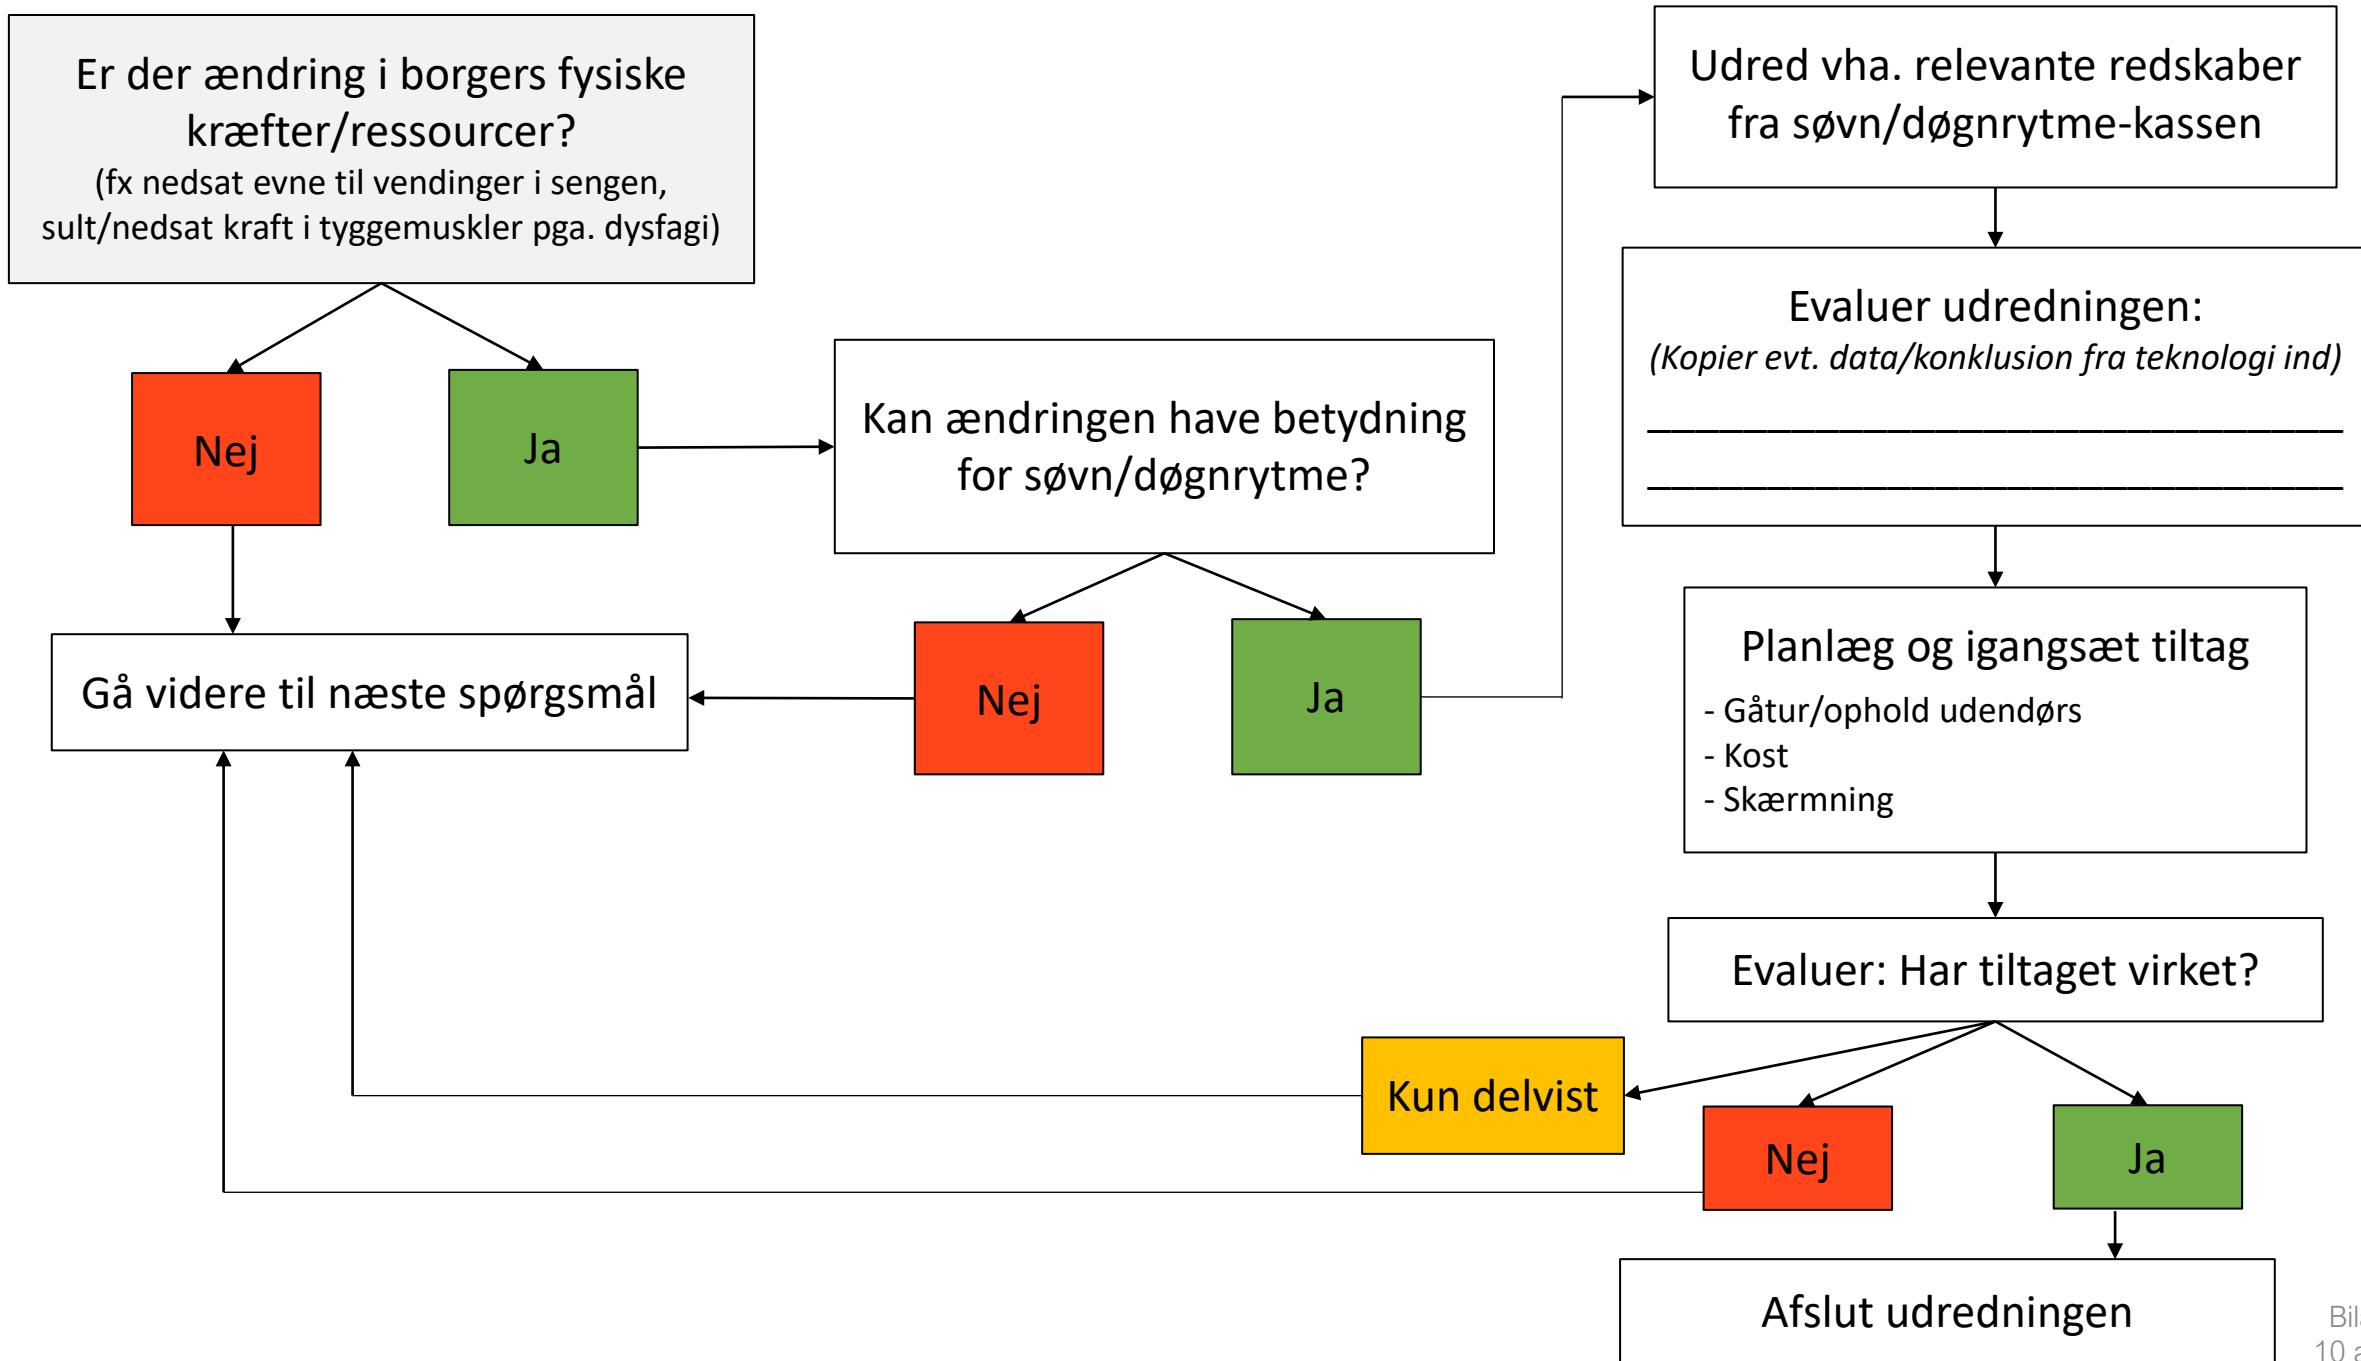 Er der ændring i borgers fysiske
kræfter/ressourcer?
(fx nedsat evne til vendinger i sengen,
sult/nedsat kraft i tyggemuskler pga. dysfagi)
Nej
Ja
Kan ændringen have betydning
for søvn/døgnrytme?
Nej
Ja
Gå videre til næste spørgsmål
Udred vha. relevante redskaber
fra søvn/døgnrytme-kassen
Evaluer udredningen:
(Kopier evt. data/konklusion fra teknologi ind)
Planlæg og igangsæt tiltag
- Gåtur/ophold udendørs
- Kost
- Skærmning
Evaluer: Har tiltaget virket?
Kun delvist
Nej
Ja
Afslut udredningen
10